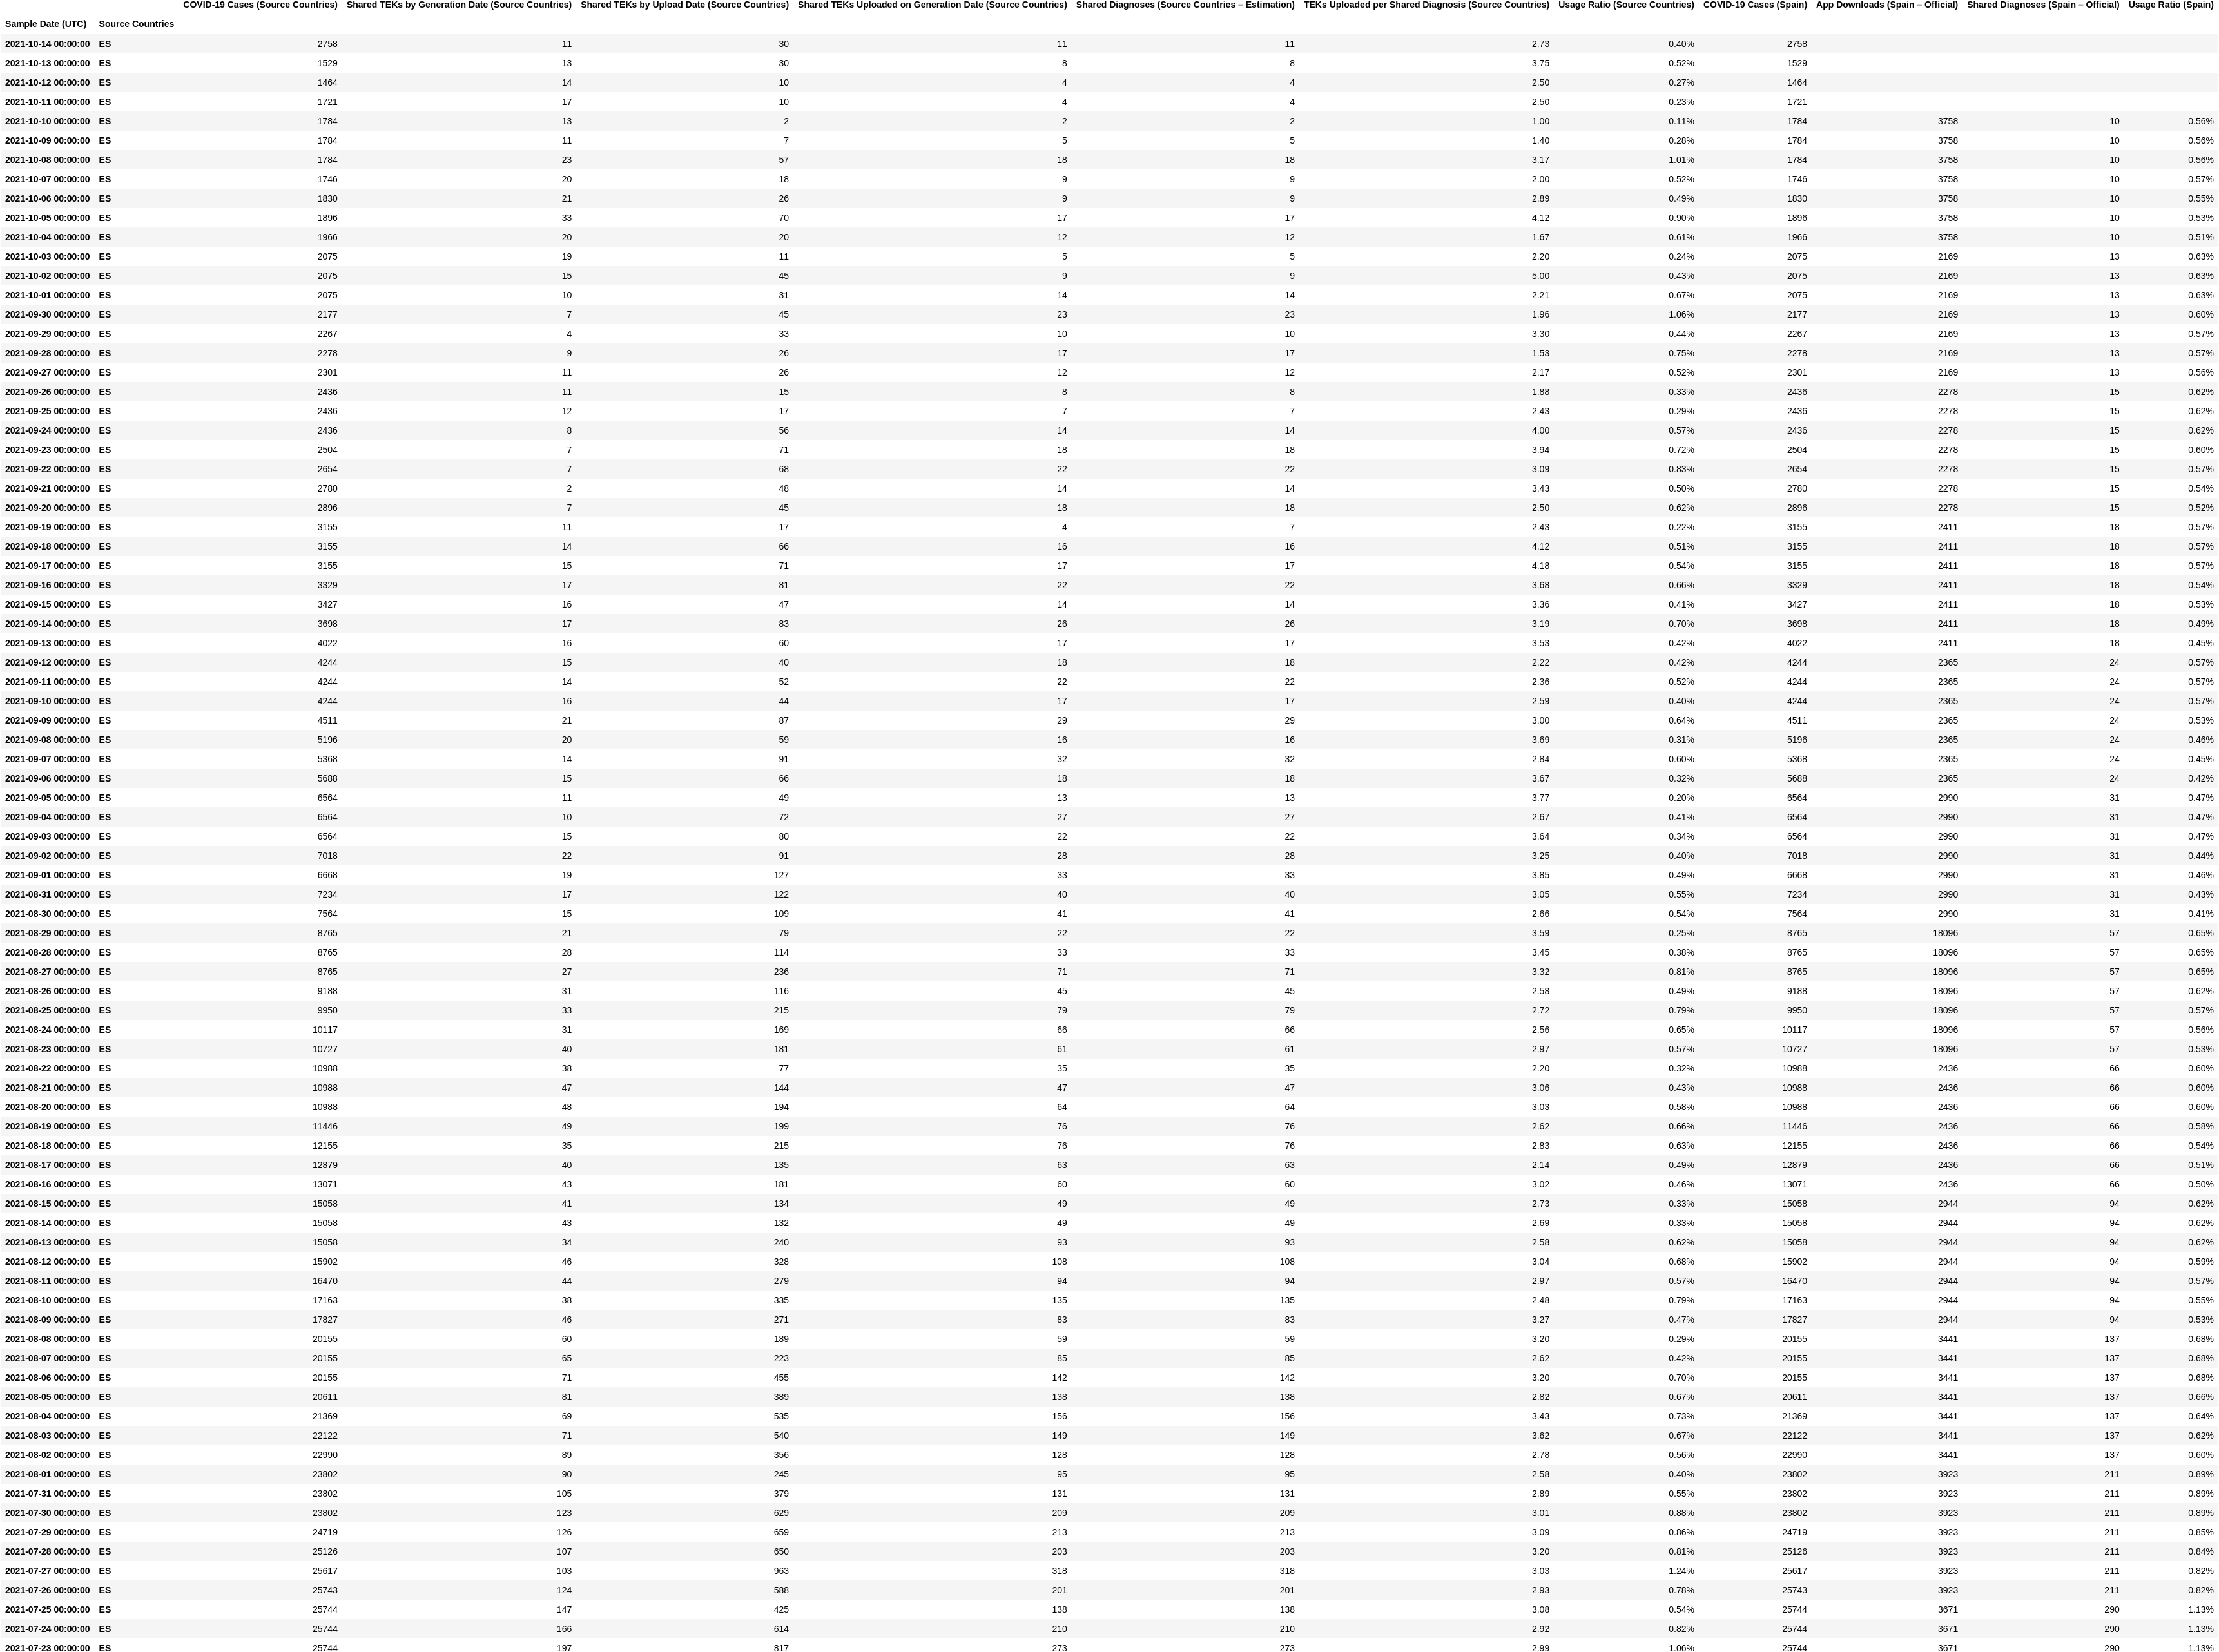 COVID-19 Cases (Source Countries) Shared TEKs by Generation Date (Source Countries) Shared TEKs by Upload Date (Source Countries) Shared TEKs Uploaded on Generation Date (Source Countries) Shared Diagnoses (Source Countries – Estimation) TEKs Uploaded per Shared Diagnosis (Source Countries) Usage Ratio (Source Countries) COVID-19 Cases (Spain) App Downloads (Spain – Official) Shared Diagnoses (Spain – Official) Usage Ratio (Spain)
Sample Date (UTC) Source Countries
2021-10-14 00:00:00 ES 2758 11 30 11 11 2.73 0.40% 2758
2021-10-13 00:00:00 ES 1529 13 30 8 8 3.75 0.52% 1529
2021-10-12 00:00:00 ES 1464 14 10 4 4 2.50 0.27% 1464
2021-10-11 00:00:00 ES 1721 17 10 4 4 2.50 0.23% 1721
2021-10-10 00:00:00 ES 1784 13 2 2 2 1.00 0.11% 1784 3758 10 0.56%
2021-10-09 00:00:00 ES 1784 11 7 5 5 1.40 0.28% 1784 3758 10 0.56%
2021-10-08 00:00:00 ES 1784 23 57 18 18 3.17 1.01% 1784 3758 10 0.56%
2021-10-07 00:00:00 ES 1746 20 18 9 9 2.00 0.52% 1746 3758 10 0.57%
2021-10-06 00:00:00 ES 1830 21 26 9 9 2.89 0.49% 1830 3758 10 0.55%
2021-10-05 00:00:00 ES 1896 33 70 17 17 4.12 0.90% 1896 3758 10 0.53%
2021-10-04 00:00:00 ES 1966 20 20 12 12 1.67 0.61% 1966 3758 10 0.51%
2021-10-03 00:00:00 ES 2075 19 11 5 5 2.20 0.24% 2075 2169 13 0.63%
2021-10-02 00:00:00 ES 2075 15 45 9 9 5.00 0.43% 2075 2169 13 0.63%
2021-10-01 00:00:00 ES 2075 10 31 14 14 2.21 0.67% 2075 2169 13 0.63%
2021-09-30 00:00:00 ES 2177 7 45 23 23 1.96 1.06% 2177 2169 13 0.60%
2021-09-29 00:00:00 ES 2267 4 33 10 10 3.30 0.44% 2267 2169 13 0.57%
2021-09-28 00:00:00 ES 2278 9 26 17 17 1.53 0.75% 2278 2169 13 0.57%
2021-09-27 00:00:00 ES 2301 11 26 12 12 2.17 0.52% 2301 2169 13 0.56%
2021-09-26 00:00:00 ES 2436 11 15 8 8 1.88 0.33% 2436 2278 15 0.62%
2021-09-25 00:00:00 ES 2436 12 17 7 7 2.43 0.29% 2436 2278 15 0.62%
2021-09-24 00:00:00 ES 2436 8 56 14 14 4.00 0.57% 2436 2278 15 0.62%
2021-09-23 00:00:00 ES 2504 7 71 18 18 3.94 0.72% 2504 2278 15 0.60%
2021-09-22 00:00:00 ES 2654 7 68 22 22 3.09 0.83% 2654 2278 15 0.57%
2021-09-21 00:00:00 ES 2780 2 48 14 14 3.43 0.50% 2780 2278 15 0.54%
2021-09-20 00:00:00 ES 2896 7 45 18 18 2.50 0.62% 2896 2278 15 0.52%
2021-09-19 00:00:00 ES 3155 11 17 4 7 2.43 0.22% 3155 2411 18 0.57%
2021-09-18 00:00:00 ES 3155 14 66 16 16 4.12 0.51% 3155 2411 18 0.57%
2021-09-17 00:00:00 ES 3155 15 71 17 17 4.18 0.54% 3155 2411 18 0.57%
2021-09-16 00:00:00 ES 3329 17 81 22 22 3.68 0.66% 3329 2411 18 0.54%
2021-09-15 00:00:00 ES 3427 16 47 14 14 3.36 0.41% 3427 2411 18 0.53%
2021-09-14 00:00:00 ES 3698 17 83 26 26 3.19 0.70% 3698 2411 18 0.49%
2021-09-13 00:00:00 ES 4022 16 60 17 17 3.53 0.42% 4022 2411 18 0.45%
2021-09-12 00:00:00 ES 4244 15 40 18 18 2.22 0.42% 4244 2365 24 0.57%
2021-09-11 00:00:00 ES 4244 14 52 22 22 2.36 0.52% 4244 2365 24 0.57%
2021-09-10 00:00:00 ES 4244 16 44 17 17 2.59 0.40% 4244 2365 24 0.57%
2021-09-09 00:00:00 ES 4511 21 87 29 29 3.00 0.64% 4511 2365 24 0.53%
2021-09-08 00:00:00 ES 5196 20 59 16 16 3.69 0.31% 5196 2365 24 0.46%
2021-09-07 00:00:00 ES 5368 14 91 32 32 2.84 0.60% 5368 2365 24 0.45%
2021-09-06 00:00:00 ES 5688 15 66 18 18 3.67 0.32% 5688 2365 24 0.42%
2021-09-05 00:00:00 ES 6564 11 49 13 13 3.77 0.20% 6564 2990 31 0.47%
2021-09-04 00:00:00 ES 6564 10 72 27 27 2.67 0.41% 6564 2990 31 0.47%
2021-09-03 00:00:00 ES 6564 15 80 22 22 3.64 0.34% 6564 2990 31 0.47%
2021-09-02 00:00:00 ES 7018 22 91 28 28 3.25 0.40% 7018 2990 31 0.44%
2021-09-01 00:00:00 ES 6668 19 127 33 33 3.85 0.49% 6668 2990 31 0.46%
2021-08-31 00:00:00 ES 7234 17 122 40 40 3.05 0.55% 7234 2990 31 0.43%
2021-08-30 00:00:00 ES 7564 15 109 41 41 2.66 0.54% 7564 2990 31 0.41%
2021-08-29 00:00:00 ES 8765 21 79 22 22 3.59 0.25% 8765 18096 57 0.65%
2021-08-28 00:00:00 ES 8765 28 114 33 33 3.45 0.38% 8765 18096 57 0.65%
2021-08-27 00:00:00 ES 8765 27 236 71 71 3.32 0.81% 8765 18096 57 0.65%
2021-08-26 00:00:00 ES 9188 31 116 45 45 2.58 0.49% 9188 18096 57 0.62%
2021-08-25 00:00:00 ES 9950 33 215 79 79 2.72 0.79% 9950 18096 57 0.57%
2021-08-24 00:00:00 ES 10117 31 169 66 66 2.56 0.65% 10117 18096 57 0.56%
2021-08-23 00:00:00 ES 10727 40 181 61 61 2.97 0.57% 10727 18096 57 0.53%
2021-08-22 00:00:00 ES 10988 38 77 35 35 2.20 0.32% 10988 2436 66 0.60%
2021-08-21 00:00:00 ES 10988 47 144 47 47 3.06 0.43% 10988 2436 66 0.60%
2021-08-20 00:00:00 ES 10988 48 194 64 64 3.03 0.58% 10988 2436 66 0.60%
2021-08-19 00:00:00 ES 11446 49 199 76 76 2.62 0.66% 11446 2436 66 0.58%
2021-08-18 00:00:00 ES 12155 35 215 76 76 2.83 0.63% 12155 2436 66 0.54%
2021-08-17 00:00:00 ES 12879 40 135 63 63 2.14 0.49% 12879 2436 66 0.51%
2021-08-16 00:00:00 ES 13071 43 181 60 60 3.02 0.46% 13071 2436 66 0.50%
2021-08-15 00:00:00 ES 15058 41 134 49 49 2.73 0.33% 15058 2944 94 0.62%
2021-08-14 00:00:00 ES 15058 43 132 49 49 2.69 0.33% 15058 2944 94 0.62%
2021-08-13 00:00:00 ES 15058 34 240 93 93 2.58 0.62% 15058 2944 94 0.62%
2021-08-12 00:00:00 ES 15902 46 328 108 108 3.04 0.68% 15902 2944 94 0.59%
2021-08-11 00:00:00 ES 16470 44 279 94 94 2.97 0.57% 16470 2944 94 0.57%
2021-08-10 00:00:00 ES 17163 38 335 135 135 2.48 0.79% 17163 2944 94 0.55%
2021-08-09 00:00:00 ES 17827 46 271 83 83 3.27 0.47% 17827 2944 94 0.53%
2021-08-08 00:00:00 ES 20155 60 189 59 59 3.20 0.29% 20155 3441 137 0.68%
2021-08-07 00:00:00 ES 20155 65 223 85 85 2.62 0.42% 20155 3441 137 0.68%
2021-08-06 00:00:00 ES 20155 71 455 142 142 3.20 0.70% 20155 3441 137 0.68%
2021-08-05 00:00:00 ES 20611 81 389 138 138 2.82 0.67% 20611 3441 137 0.66%
2021-08-04 00:00:00 ES 21369 69 535 156 156 3.43 0.73% 21369 3441 137 0.64%
2021-08-03 00:00:00 ES 22122 71 540 149 149 3.62 0.67% 22122 3441 137 0.62%
2021-08-02 00:00:00 ES 22990 89 356 128 128 2.78 0.56% 22990 3441 137 0.60%
2021-08-01 00:00:00 ES 23802 90 245 95 95 2.58 0.40% 23802 3923 211 0.89%
2021-07-31 00:00:00 ES 23802 105 379 131 131 2.89 0.55% 23802 3923 211 0.89%
2021-07-30 00:00:00 ES 23802 123 629 209 209 3.01 0.88% 23802 3923 211 0.89%
2021-07-29 00:00:00 ES 24719 126 659 213 213 3.09 0.86% 24719 3923 211 0.85%
2021-07-28 00:00:00 ES 25126 107 650 203 203 3.20 0.81% 25126 3923 211 0.84%
2021-07-27 00:00:00 ES 25617 103 963 318 318 3.03 1.24% 25617 3923 211 0.82%
2021-07-26 00:00:00 ES 25743 124 588 201 201 2.93 0.78% 25743 3923 211 0.82%
2021-07-25 00:00:00 ES 25744 147 425 138 138 3.08 0.54% 25744 3671 290 1.13%
2021-07-24 00:00:00 ES 25744 166 614 210 210 2.92 0.82% 25744 3671 290 1.13%
2021-07-23 00:00:00 ES 25744 197 817 273 273 2.99 1.06% 25744 3671 290 1.13%